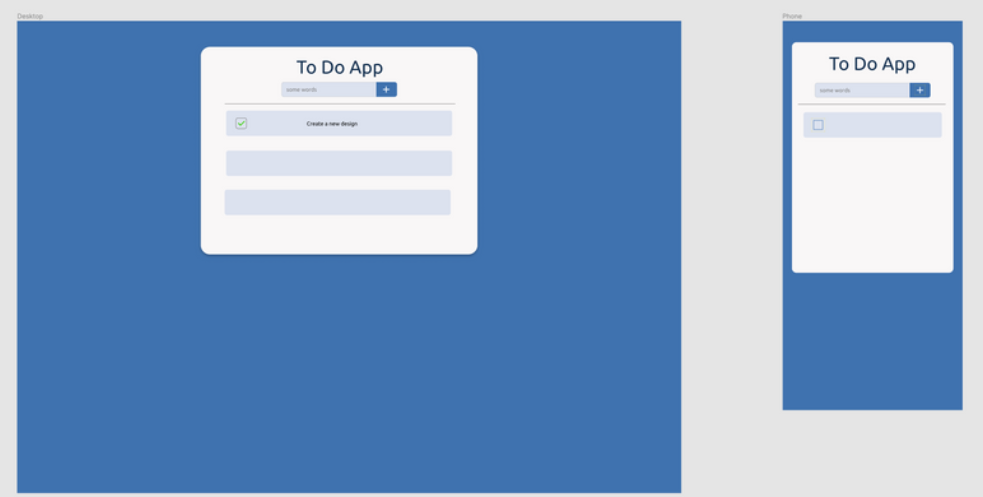 Desktop
To Do App
some words
+
Create a new design
Phone
To Do App
some words
+